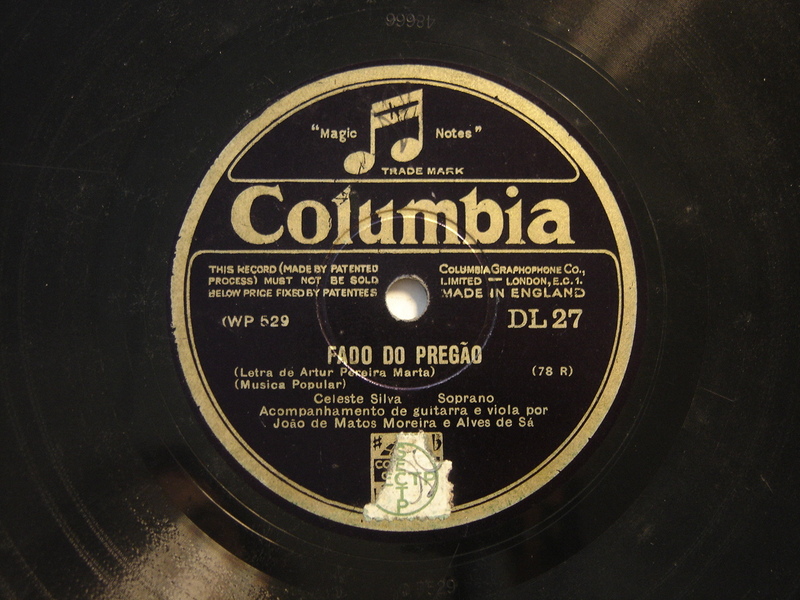 48666
"Magic Notes"
TRADE MARK
Columbia
THIS RECORD (MADE BY PATENTED
PROCESS) MUST NOT BE SOLD
BELOW PRICE FIXED BY PATENTEES
COLUMBIA GRAPHOPHONE CO.,
LIMITED — LONDON, E.C. 1.
MADE IN ENGLAND
(WP 529
DL 27
FADO DO PREGÃO
(Letra de Artur Pereira Marta)
(78 R)
(Musica Popular)
Celeste Silva Soprano
Acompanhamento de guitarra e viola por
João de Matos Moreira e Alves de Sá